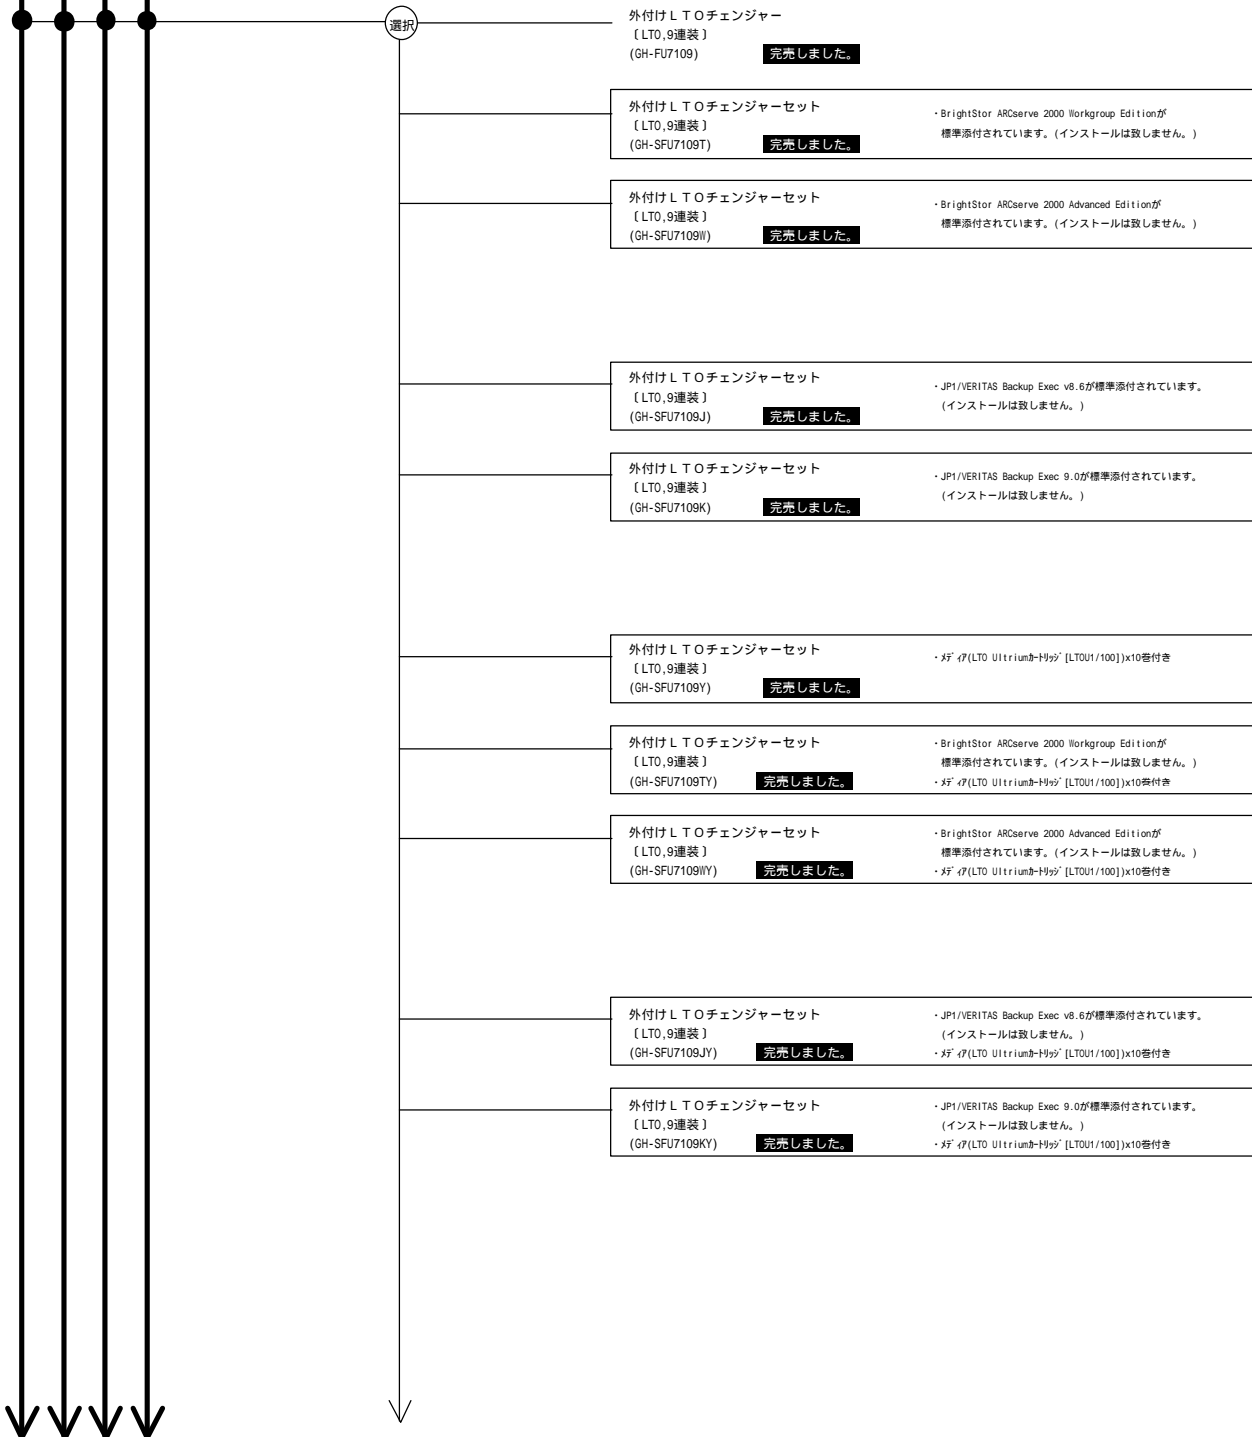 選択
外付けＬＴＯチェンジャー
〔LTO,9連装〕
(GH-FU7109) 完売しました。
外付けＬＴＯチェンジャーセット
〔LTO,9連装〕
(GH-SFU7109T) 完売しました。
・BrightStor ARCserve 2000 Workgroup Editionが
標準添付されています。(インストールは致しません。)
外付けＬＴＯチェンジャーセット
〔LTO,9連装〕
(GH-SFU7109W) 完売しました。
・BrightStor ARCserve 2000 Advanced Editionが
標準添付されています。(インストールは致しません。)
外付けＬＴＯチェンジャーセット
〔LTO,9連装〕
(GH-SFU7109J) 完売しました。
・JP1/VERITAS Backup Exec v8.6が標準添付されています。
(インストールは致しません。)
外付けＬＴＯチェンジャーセット
〔LTO,9連装〕
(GH-SFU7109K) 完売しました。
・JP1/VERITAS Backup Exec 9.0が標準添付されています。
(インストールは致しません。)
外付けＬＴＯチェンジャーセット
〔LTO,9連装〕
(GH-SFU7109Y) 完売しました。
・ﾒﾃﾞｨｱ(LTO Ultriumｶｰﾄﾘｯｼﾞ[LTOU1/100])x10巻付き
外付けＬＴＯチェンジャーセット
〔LTO,9連装〕
(GH-SFU7109TY) 完売しました。
・BrightStor ARCserve 2000 Workgroup Editionが
標準添付されています。(インストールは致しません。)
・ﾒﾃﾞｨｱ(LTO Ultriumｶｰﾄﾘｯｼﾞ[LTOU1/100])x10巻付き
外付けＬＴＯチェンジャーセット
〔LTO,9連装〕
(GH-SFU7109WY) 完売しました。
・BrightStor ARCserve 2000 Advanced Editionが
標準添付されています。(インストールは致しません。)
・ﾒﾃﾞｨｱ(LTO Ultriumｶｰﾄﾘｯｼﾞ[LTOU1/100])x10巻付き
外付けＬＴＯチェンジャーセット
〔LTO,9連装〕
(GH-SFU7109JY) 完売しました。
・JP1/VERITAS Backup Exec v8.6が標準添付されています。
(インストールは致しません。)
・ﾒﾃﾞｨｱ(LTO Ultriumｶｰﾄﾘｯｼﾞ[LTOU1/100])x10巻付き
外付けＬＴＯチェンジャーセット
〔LTO,9連装〕
(GH-SFU7109KY) 完売しました。
・JP1/VERITAS Backup Exec 9.0が標準添付されています。
(インストールは致しません。)
・ﾒﾃﾞｨｱ(LTO Ultriumｶｰﾄﾘｯｼﾞ[LTOU1/100])x10巻付き